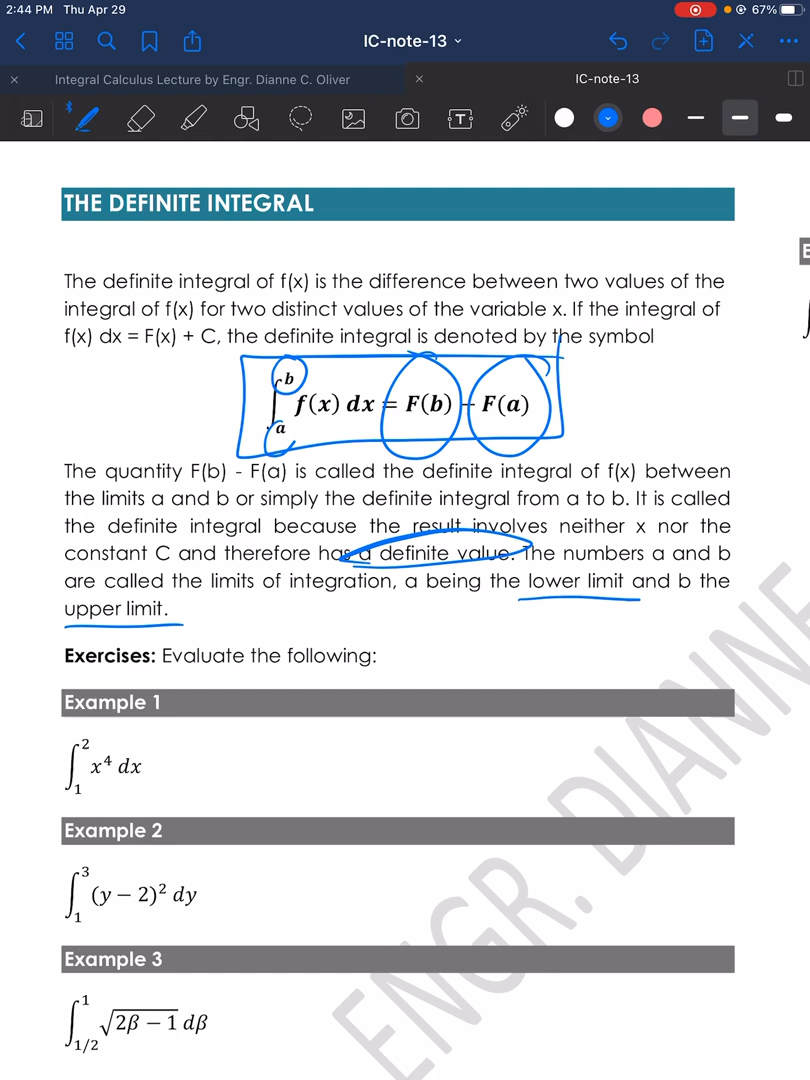 2:44 PM Thu Apr 29 67%
IC-note-13
Integral Calculus Lecture by Engr. Dianne C. Oliver
IC-note-13
THE DEFINITE INTEGRAL
The definite integral of f(x) is the difference between two values of the
integral of f(x) for two distinct values of the variable x. If the integral of
f(x) dx = F(x) + C, the definite integral is denoted by the symbol
∫_a^b f(x) dx = F(b) − F(a)
The quantity F(b) - F(a) is called the definite integral of f(x) between
the limits a and b or simply the definite integral from a to b. It is called
the definite integral because the result involves neither x nor the
constant C and therefore has a definite value. The numbers a and b
are called the limits of integration, a being the lower limit and b the
upper limit.
Exercises: Evaluate the following:
Example 1
∫_1^2 x⁴ dx
Example 2
∫_1^3 (y − 2)² dy
Example 3
∫_{1/2}^1 √(2β − 1) dβ
ENGR. DIANNE